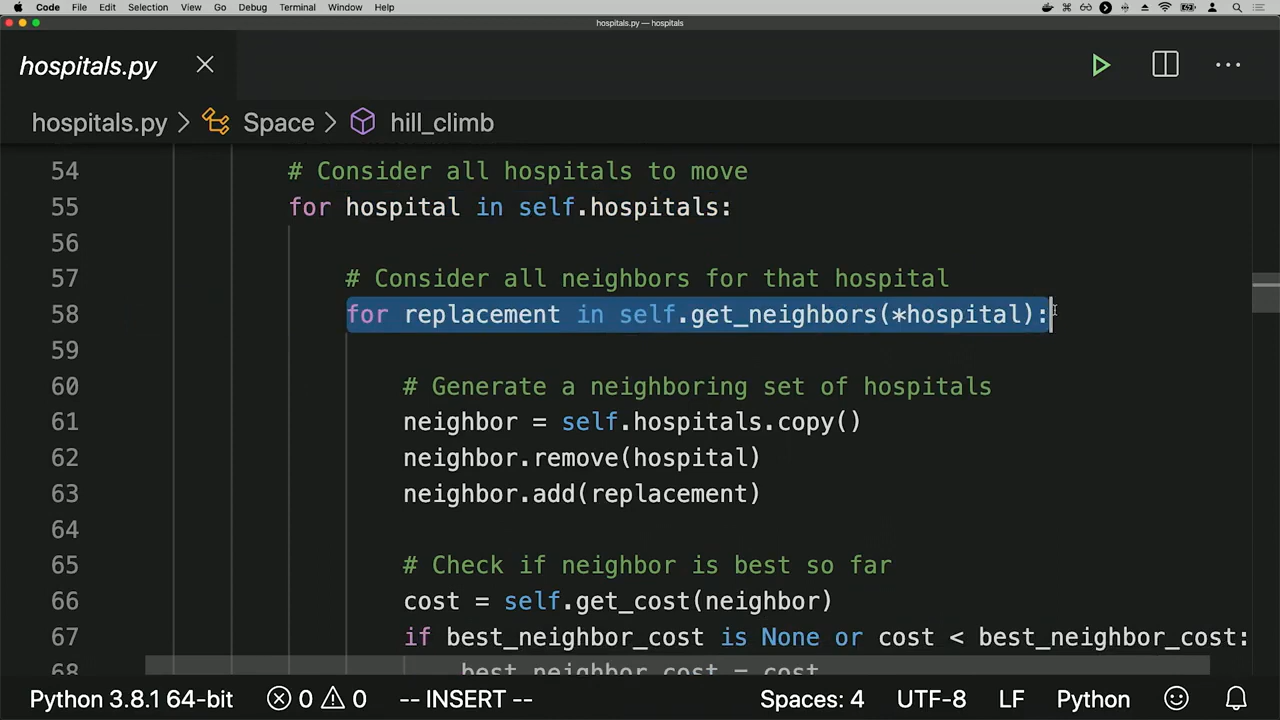 Code File Edit Selection View Go Debug Terminal Window Help
hospitals.py — hospitals
hospitals.py
hospitals.py > Space > hill_climb
54 # Consider all hospitals to move
55 for hospital in self.hospitals:
56
57 # Consider all neighbors for that hospital
58 for replacement in self.get_neighbors(*hospital):
59
60 # Generate a neighboring set of hospitals
61 neighbor = self.hospitals.copy()
62 neighbor.remove(hospital)
63 neighbor.add(replacement)
64
65 # Check if neighbor is best so far
66 cost = self.get_cost(neighbor)
67 if best_neighbor_cost is None or cost < best_neighbor_cost:
68 best_neighbor_cost = cost
Python 3.8.1 64-bit 0 0 -- INSERT -- Spaces: 4 UTF-8 LF Python